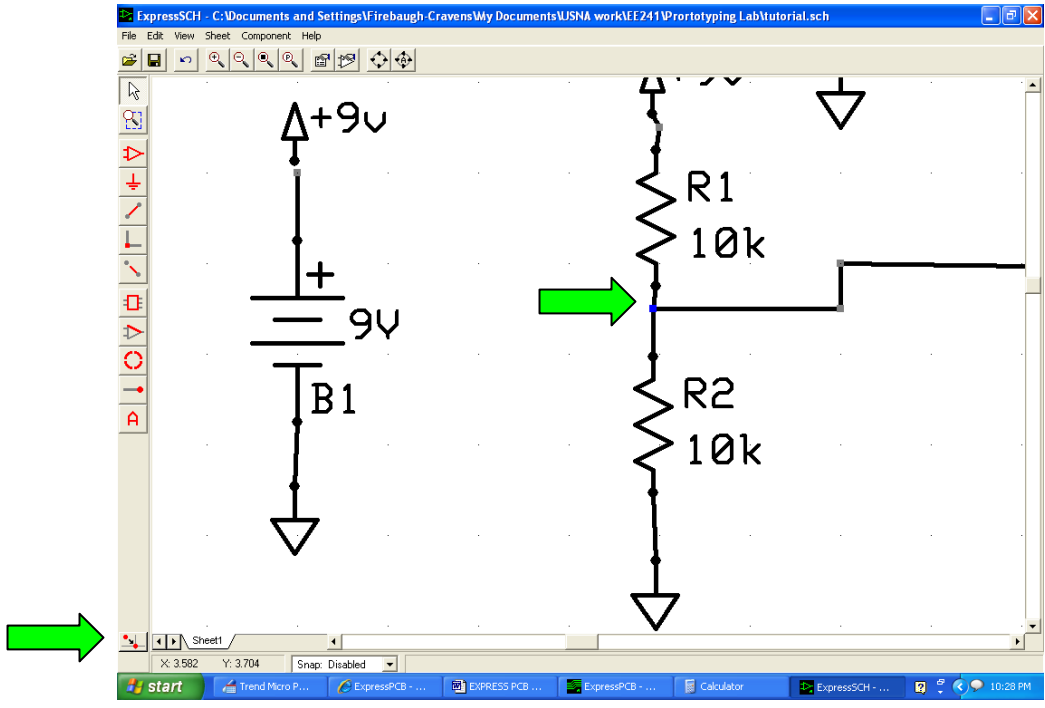 ExpressSCH - C:\Documents and Settings\Firebaugh-Cravens\My Documents\USNA work\EE241\Prortotyping Lab\tutorial.sch
File Edit View Sheet Component Help
+9v
R1
10k
+
9V
B1
R2
10k
A
Sheet1
X: 3.582 Y: 3.704 Snap: Disabled
start Trend Micro P... ExpressPCB - ... EXPRESS PCB ... ExpressPCB - ... Calculator ExpressSCH - ... 10:28 PM